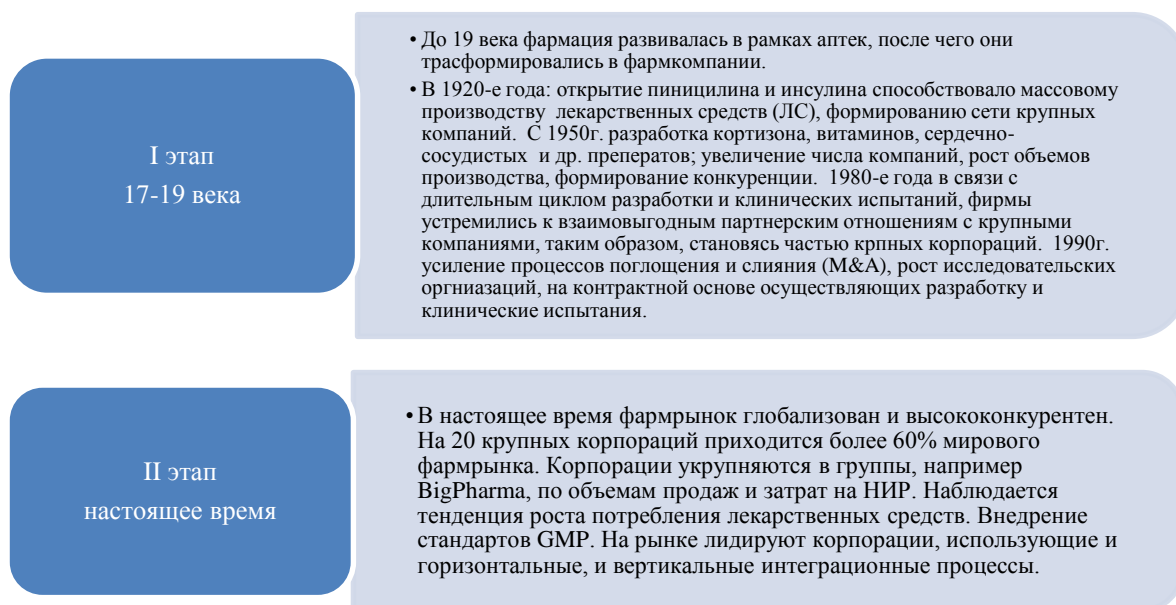 I этап
17-19 века
• До 19 века фармация развивалась в рамках аптек, после чего они
трасформировались в фармкомпании.
• В 1920-е года: открытие пиницилина и инсулина способствовало массовому
производству лекарственных средств (ЛС), формированию сети крупных
компаний. С 1950г. разработка кортизона, витаминов, сердечно-
сосудистых и др. преператов; увеличение числа компаний, рост объемов
производства, формирование конкуренции. 1980-е года в связи с
длительным циклом разработки и клинических испытаний, фирмы
устремились к взаимовыгодным партнерским отношениям с крупными
компаниями, таким образом, становясь частью крпных корпораций. 1990г.
усиление процессов поглощения и слияния (M&A), рост исследовательских
оргниазаций, на контрактной основе осуществляющих разработку и
клинические испытания.
II этап
настоящее время
• В настоящее время фармрынок глобализован и высококонкурентен.
На 20 крупных корпораций приходится более 60% мирового
фармрынка. Корпорации укрупняются в группы, например
BigPharma, по объемам продаж и затрат на НИР. Наблюдается
тенденция роста потребления лекарственных средств. Внедрение
стандартов GMP. На рынке лидируют корпорации, использующие и
горизонтальные, и вертикальные интеграционные процессы.